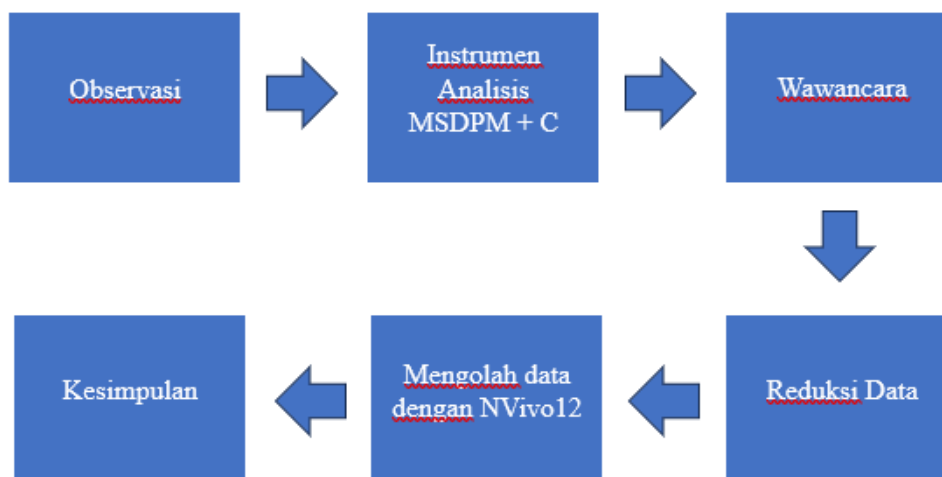 Observasi
Instrumen
Analisis
MSDPM + C
Wawancara
Reduksi Data
Mengolah data
dengan NVivo12
Kesimpulan